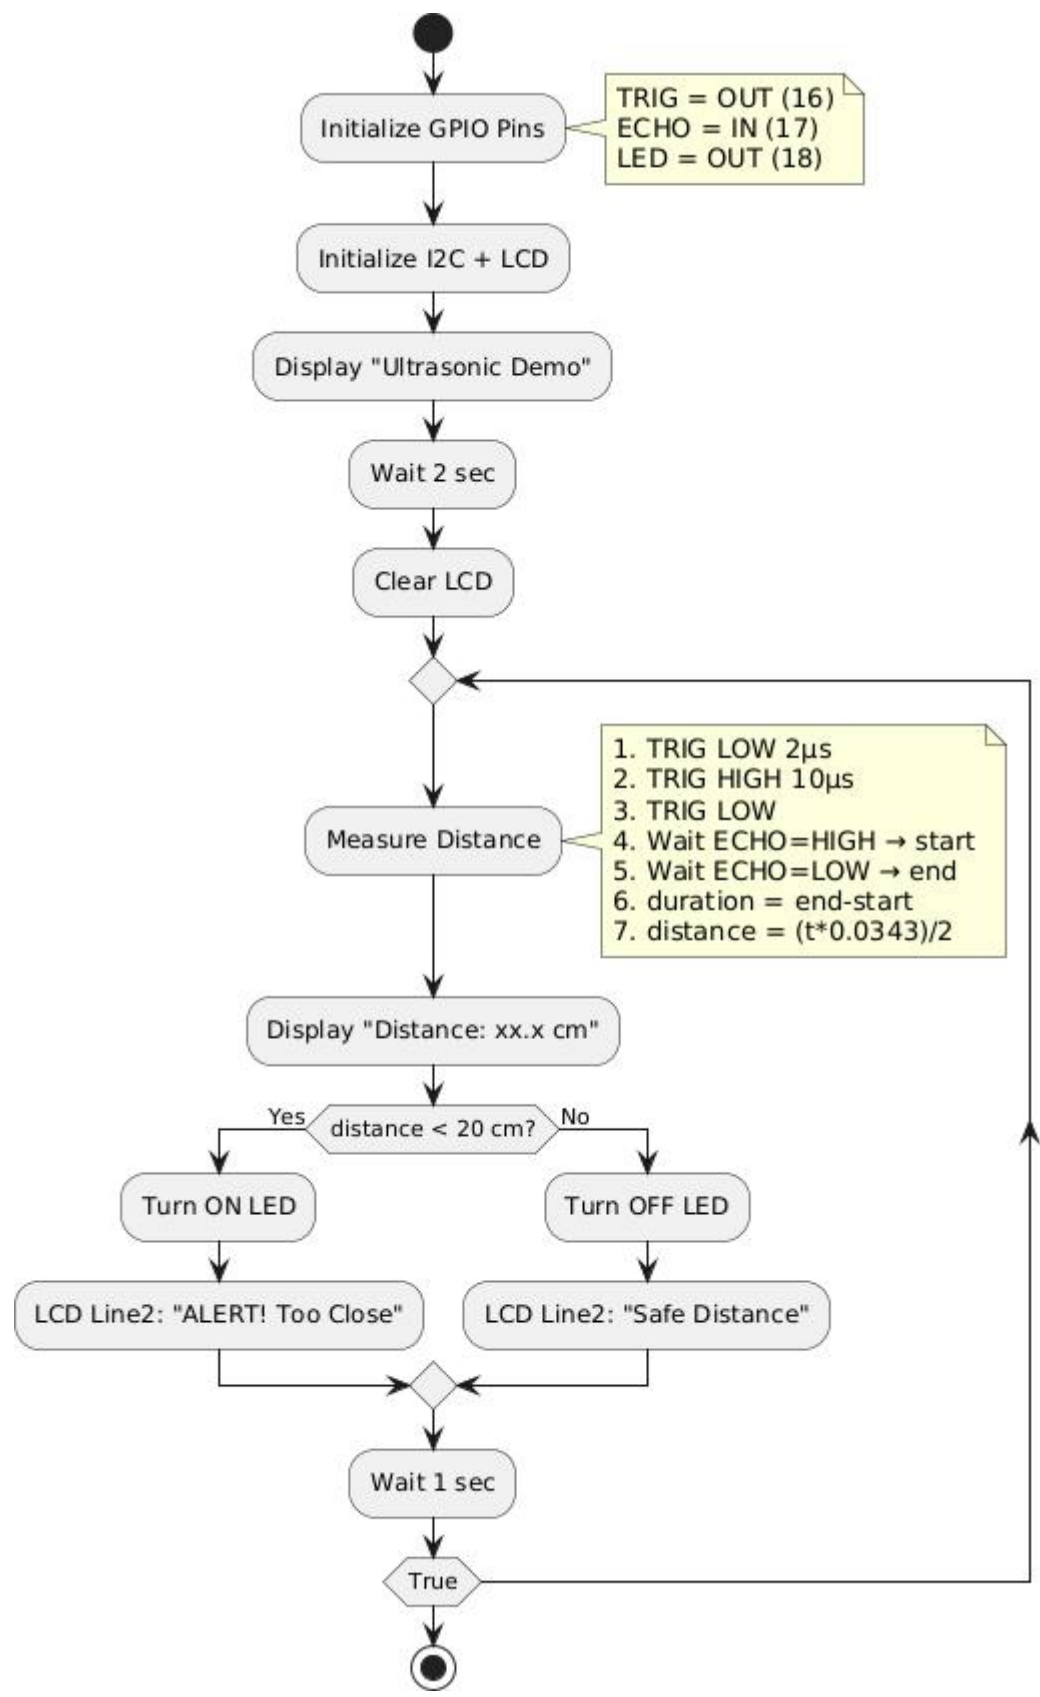 Initialize GPIO Pins
TRIG = OUT (16)
ECHO = IN (17)
LED = OUT (18)
Initialize I2C + LCD
Display "Ultrasonic Demo"
Wait 2 sec
Clear LCD
Measure Distance
1. TRIG LOW 2µs
2. TRIG HIGH 10µs
3. TRIG LOW
4. Wait ECHO=HIGH → start
5. Wait ECHO=LOW → end
6. duration = end-start
7. distance = (t*0.0343)/2
Display "Distance: xx.x cm"
Yes
distance < 20 cm?
No
Turn ON LED
Turn OFF LED
LCD Line2: "ALERT! Too Close"
LCD Line2: "Safe Distance"
Wait 1 sec
True